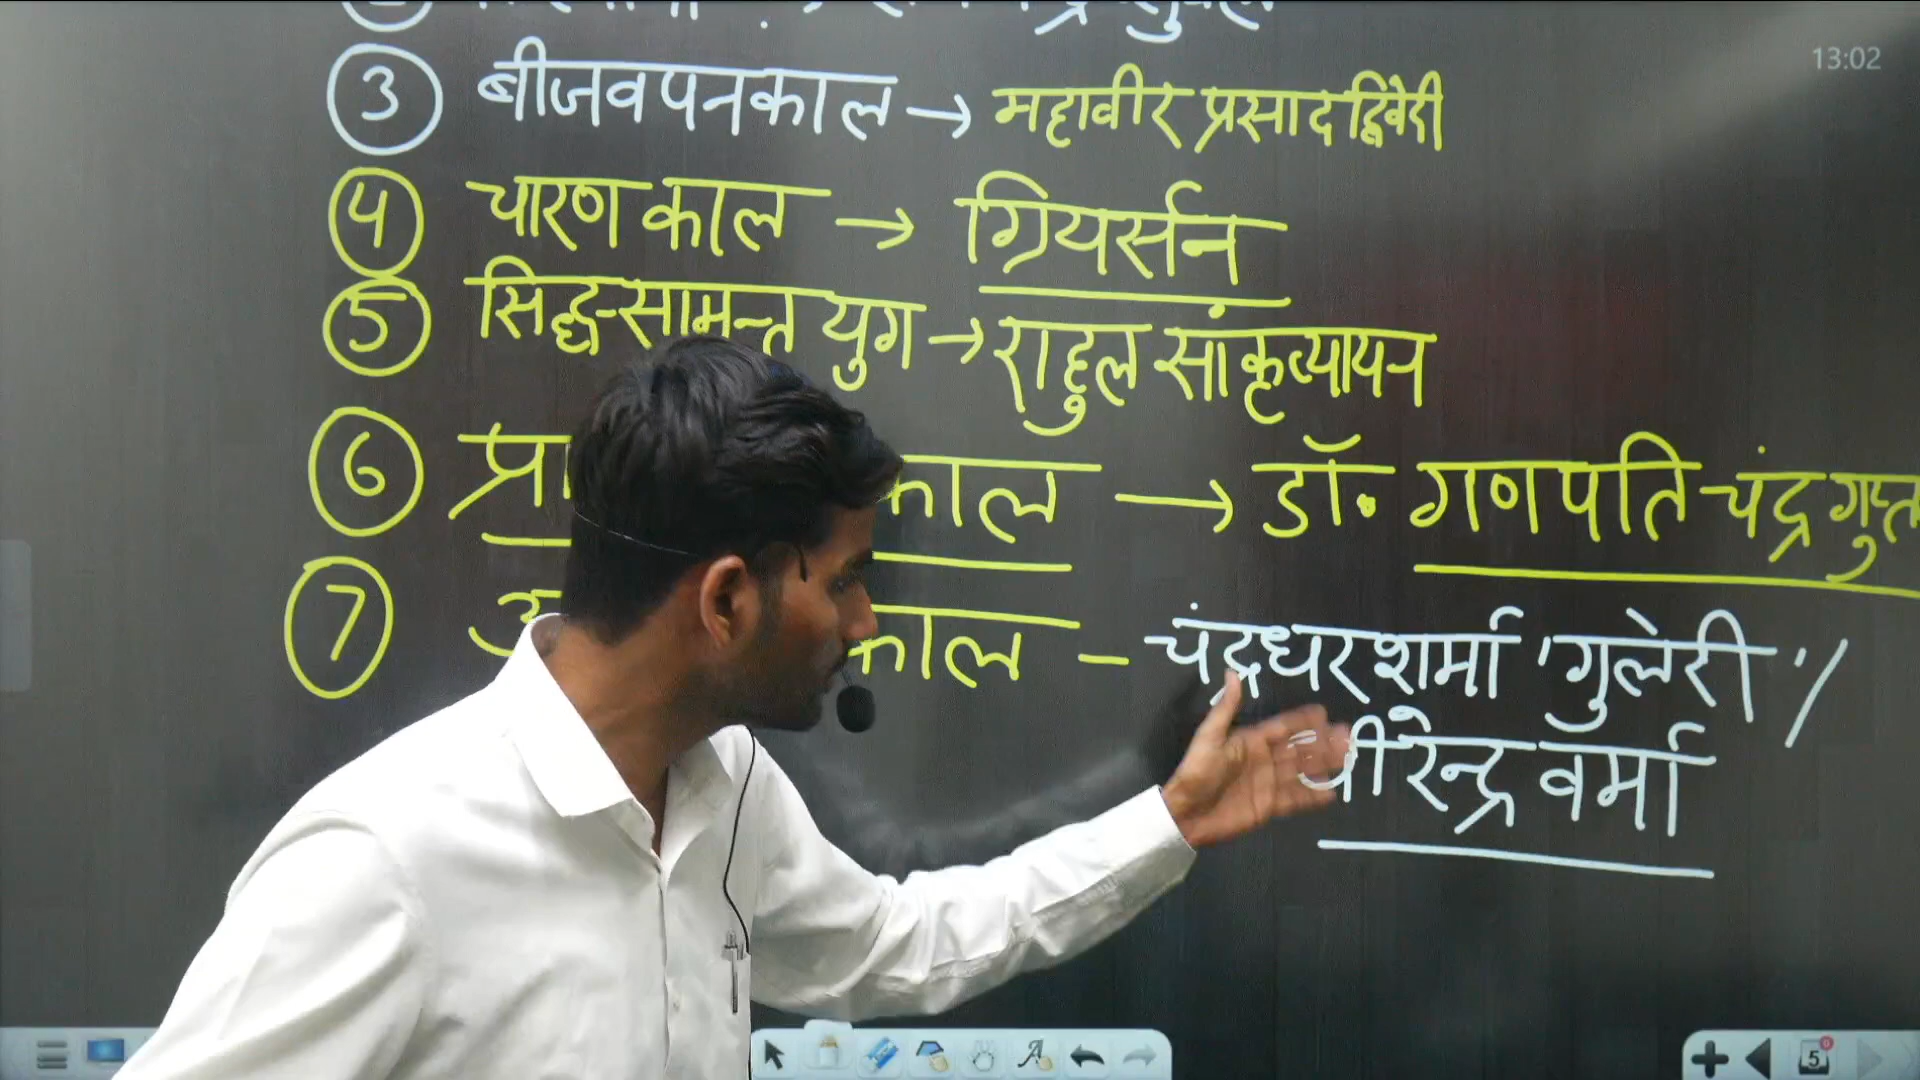 13:02
③ बीजवपनकाल → महावीर प्रसाद द्विवेदी
④ चारण काल → ग्रियर्सन
⑤ सिद्ध-सामन्त युग → राहुल सांकृत्यायन
⑥ काल → डॉ. गणपति चंद्र गुप्त
⑦ काल - चंद्रधर शर्मा 'गुलेरी' /
धीरेन्द्र वर्मा
5